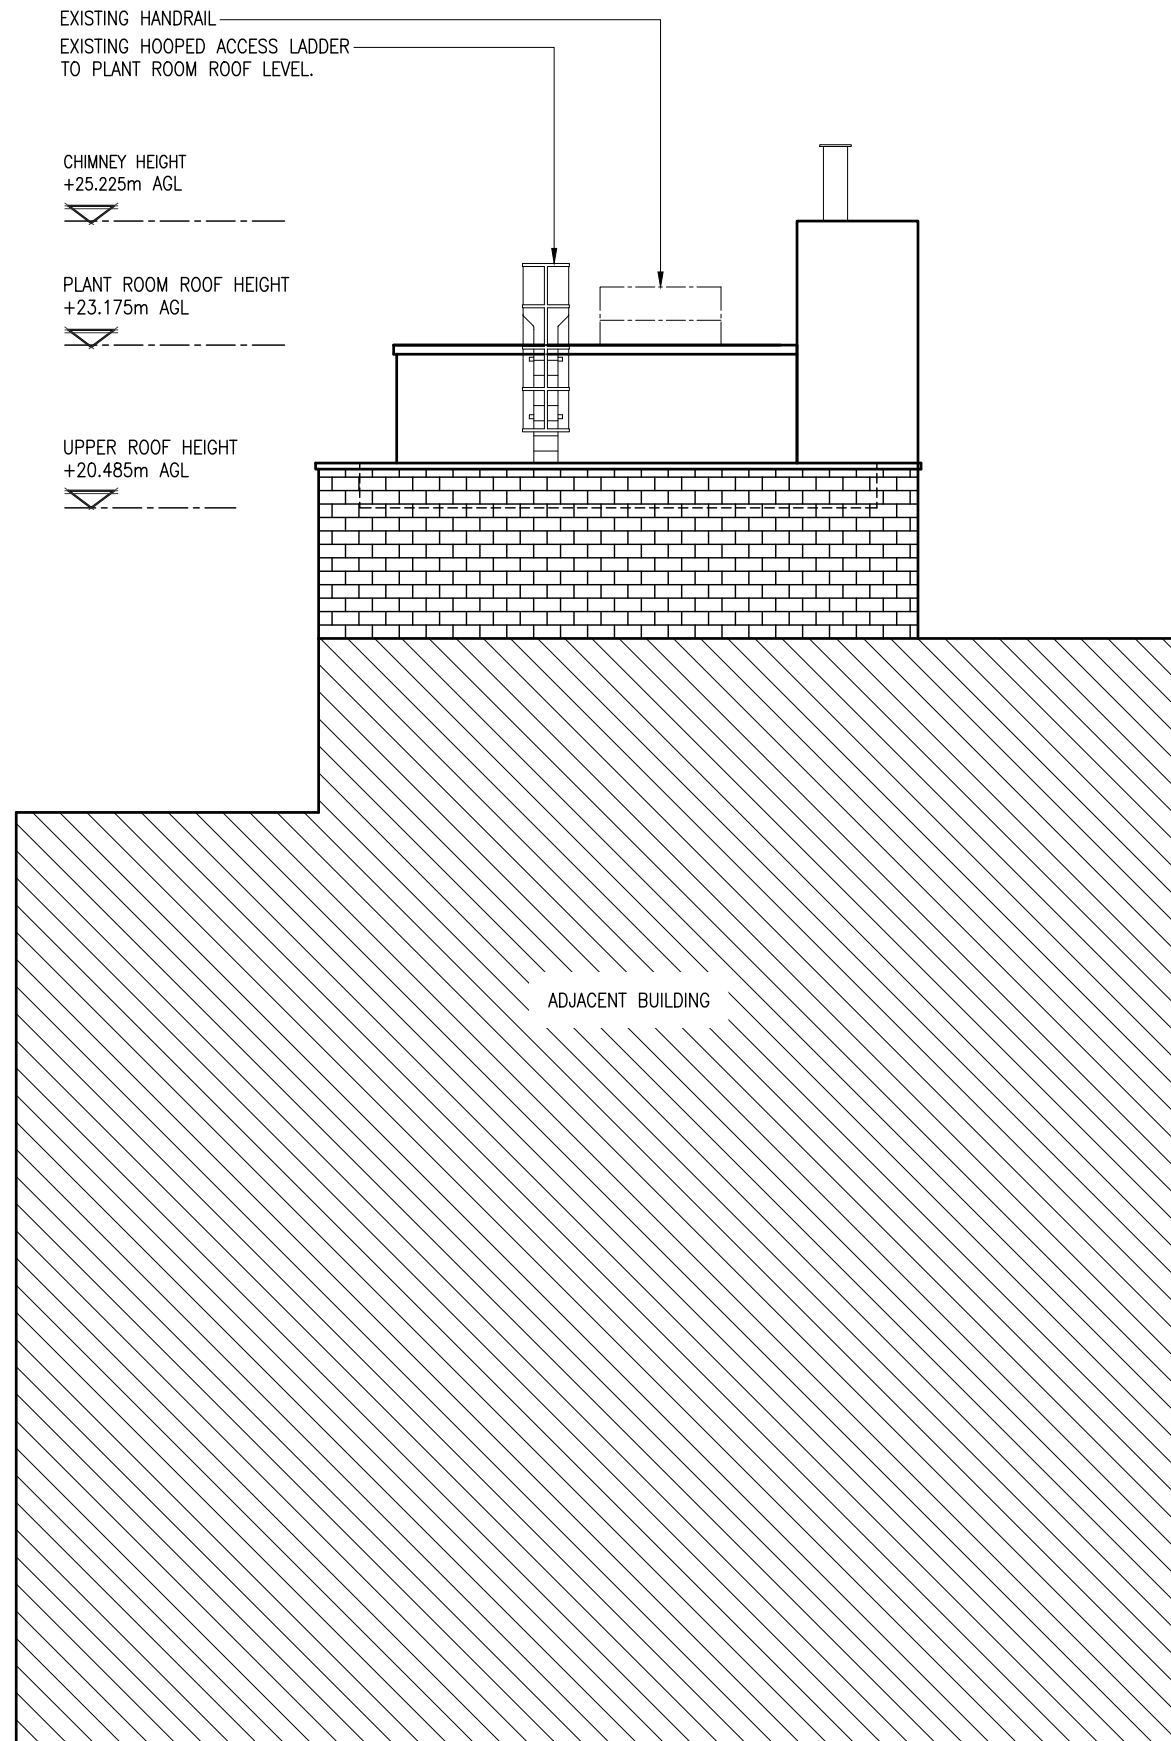 EXISTING HANDRAIL
EXISTING HOOPED ACCESS LADDER
TO PLANT ROOM ROOF LEVEL.
CHIMNEY HEIGHT
+25.225m AGL
PLANT ROOM ROOF HEIGHT
+23.175m AGL
UPPER ROOF HEIGHT
+20.485m AGL
ADJACENT BUILDING